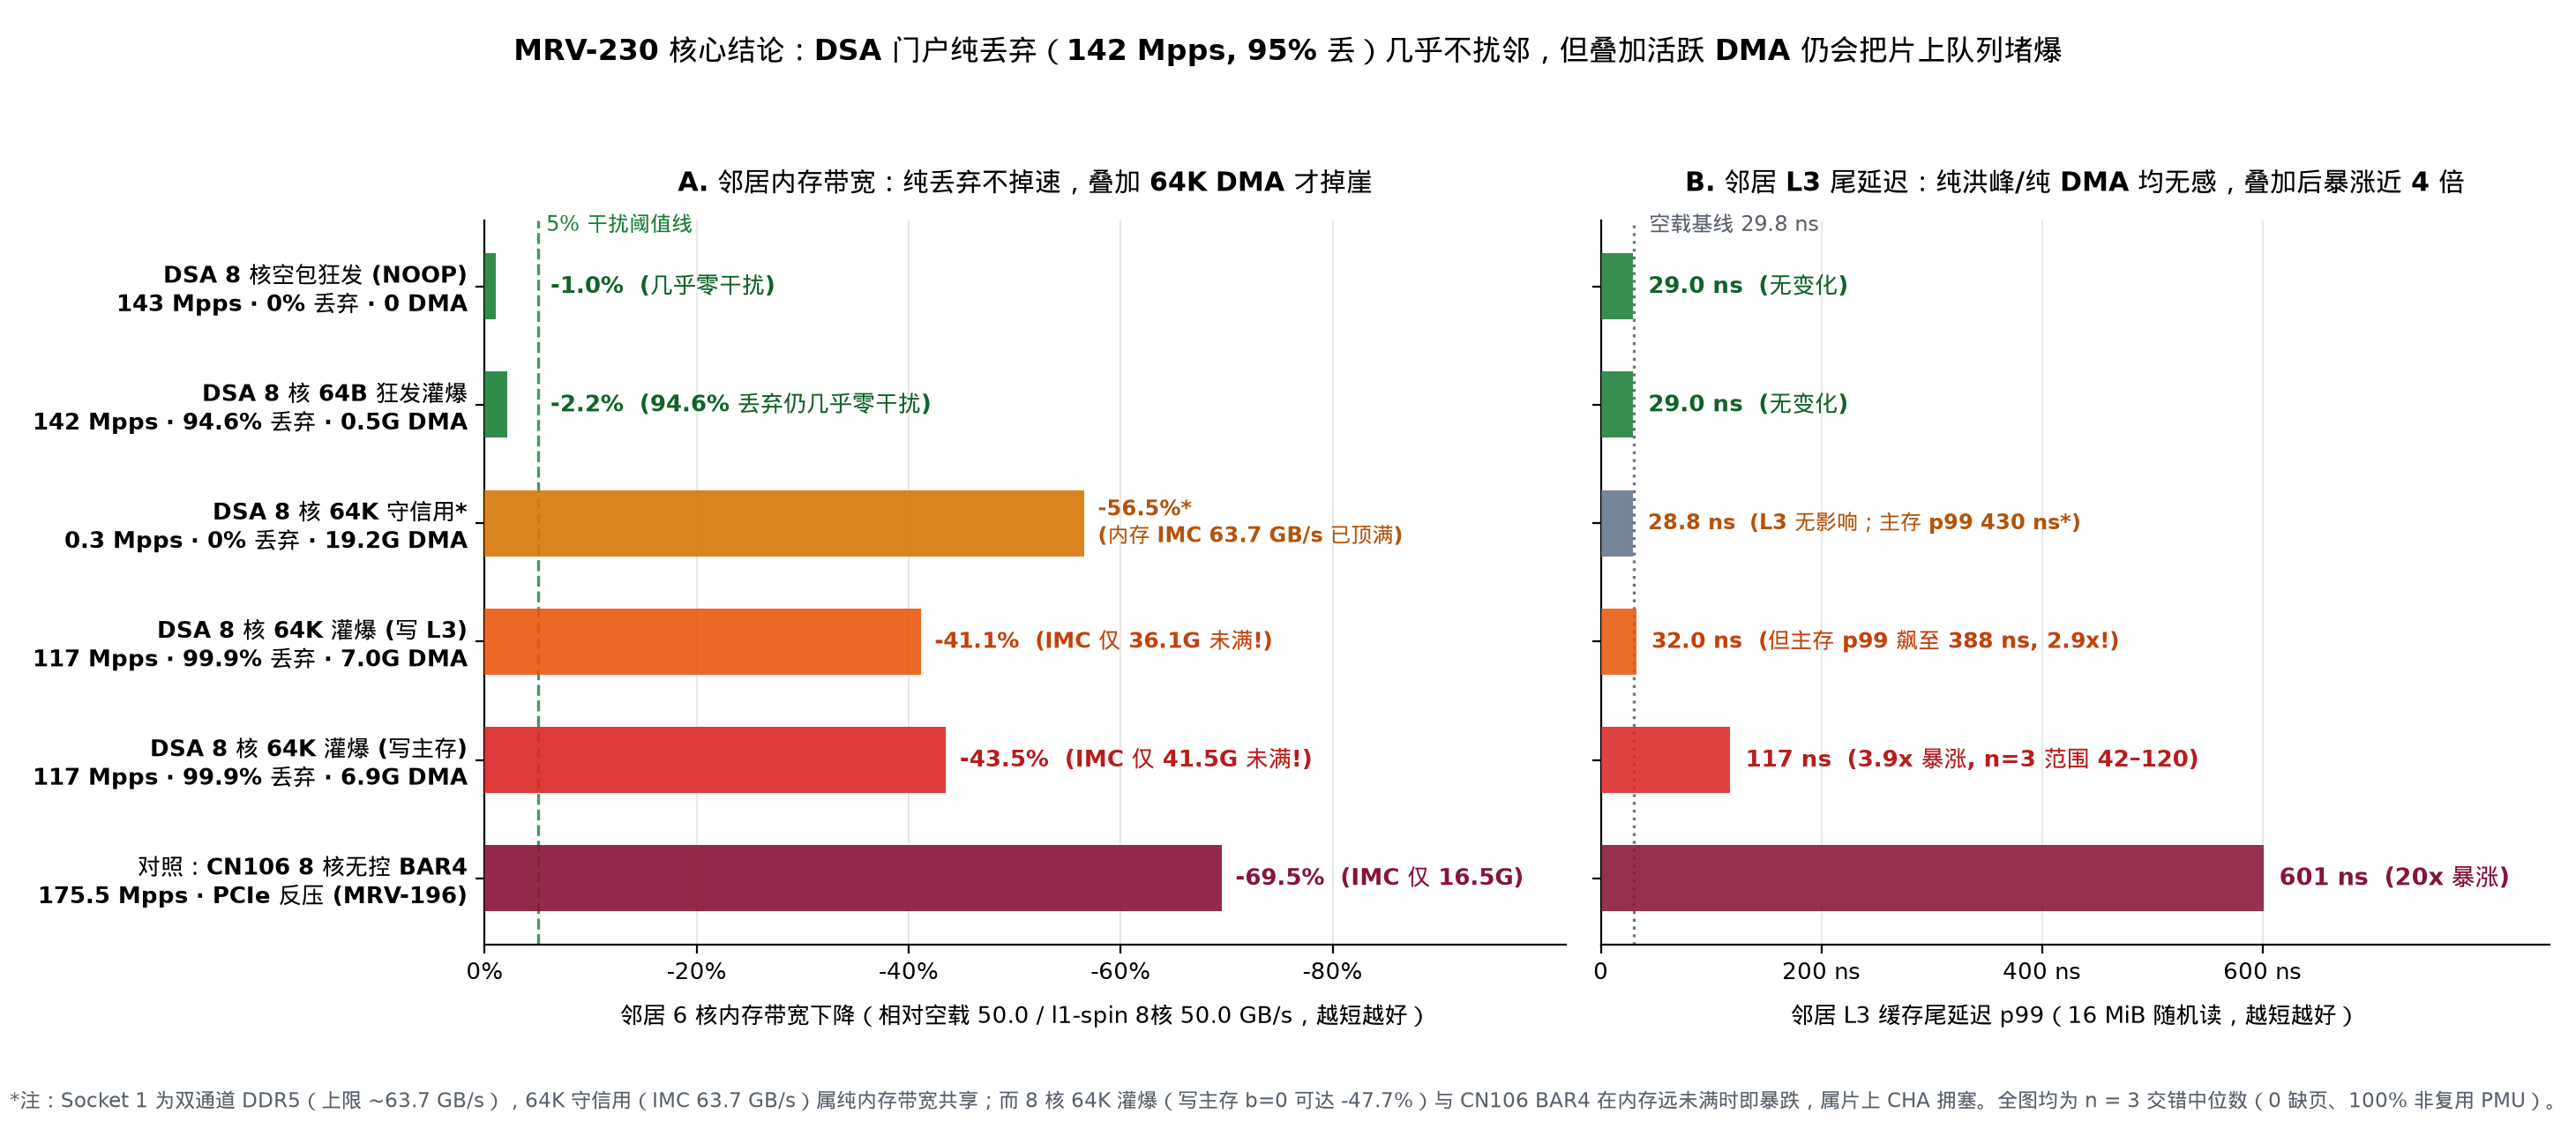 MRV-230 核心结论：DSA 门户纯丢弃（142 Mpps, 95% 丢）几乎不扰邻，但叠加活跃 DMA 仍会把片上队列堵爆
A. 邻居内存带宽：纯丢弃不掉速，叠加 64K DMA 才掉崖
5% 干扰阈值线
DSA 8 核空包狂发 (NOOP)
143 Mpps · 0% 丢弃 · 0 DMA
-1.0% (几乎零干扰)
DSA 8 核 64B 狂发灌爆
142 Mpps · 94.6% 丢弃 · 0.5G DMA
-2.2% (94.6% 丢弃仍几乎零干扰)
DSA 8 核 64K 守信用*
0.3 Mpps · 0% 丢弃 · 19.2G DMA
-56.5%*
(内存 IMC 63.7 GB/s 已顶满)
DSA 8 核 64K 灌爆 (写 L3)
117 Mpps · 99.9% 丢弃 · 7.0G DMA
-41.1% (IMC 仅 36.1G 未满!)
DSA 8 核 64K 灌爆 (写主存)
117 Mpps · 99.9% 丢弃 · 6.9G DMA
-43.5% (IMC 仅 41.5G 未满!)
对照：CN106 8 核无控 BAR4
175.5 Mpps · PCIe 反压 (MRV-196)
-69.5% (IMC 仅 16.5G)
0% -20% -40% -60% -80%
邻居 6 核内存带宽下降（相对空载 50.0 / l1-spin 8核 50.0 GB/s，越短越好）
B. 邻居 L3 尾延迟：纯洪峰/纯 DMA 均无感，叠加后暴涨近 4 倍
空载基线 29.8 ns
29.0 ns (无变化)
29.0 ns (无变化)
28.8 ns (L3 无影响；主存 p99 430 ns*)
32.0 ns (但主存 p99 飙至 388 ns, 2.9x!)
117 ns (3.9x 暴涨, n=3 范围 42–120)
601 ns (20x 暴涨)
0 200 ns 400 ns 600 ns
邻居 L3 缓存尾延迟 p99（16 MiB 随机读，越短越好）
*注：Socket 1 为双通道 DDR5（上限 ~63.7 GB/s），64K 守信用（IMC 63.7 GB/s）属纯内存带宽共享；而 8 核 64K 灌爆（写主存 b=0 可达 -47.7%）与 CN106 BAR4 在内存远未满时即暴跌，属片上 CHA 拥塞。全图均为 n = 3 交错中位数（0 缺页、100% 非复用 PMU）。